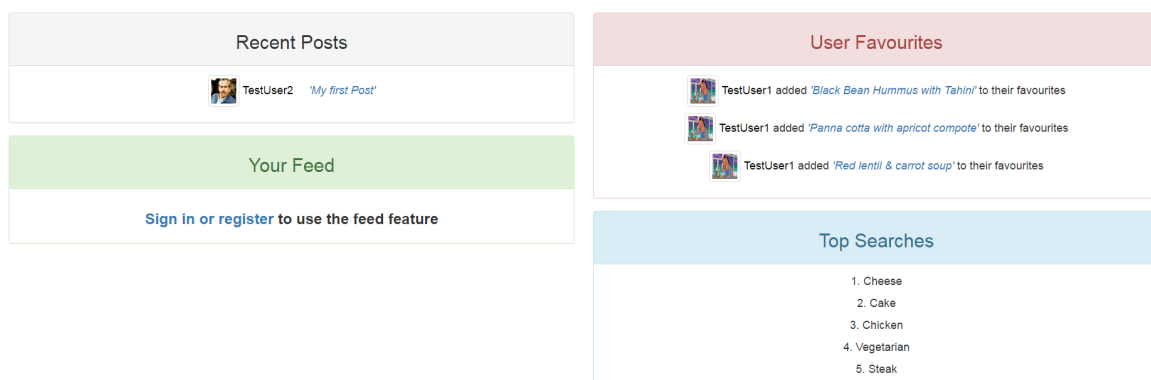 Recent Posts
TestUser2 'My first Post'
Your Feed
Sign in or register to use the feed feature
User Favourites
TestUser1 added 'Black Bean Hummus with Tahini' to their favourites
TestUser1 added 'Panna cotta with apricot compote' to their favourites
TestUser1 added 'Red lentil & carrot soup' to their favourites
Top Searches
1. Cheese
2. Cake
3. Chicken
4. Vegetarian
5. Steak